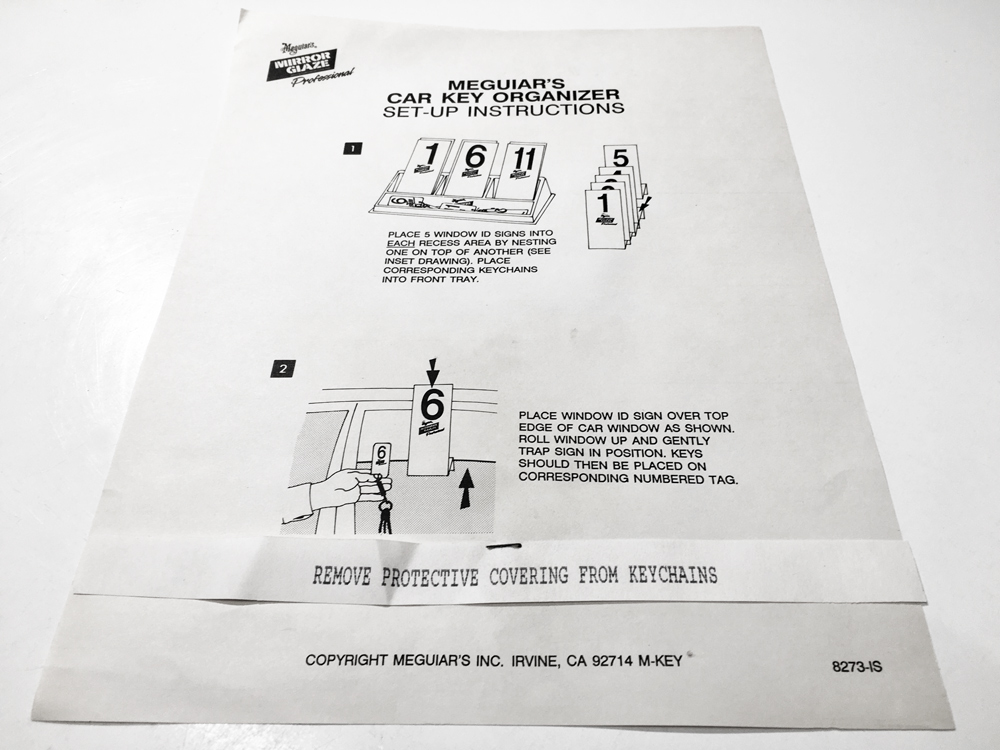 Meguiar's
MIRROR
GLAZE
Professional
MEGUIAR'S
CAR KEY ORGANIZER
SET-UP INSTRUCTIONS
1
1 6 11
5
1
PLACE 5 WINDOW ID SIGNS INTO
EACH RECESS AREA BY NESTING
ONE ON TOP OF ANOTHER (SEE
INSET DRAWING). PLACE
CORRESPONDING KEYCHAINS
INTO FRONT TRAY.
2
6
6
PLACE WINDOW ID SIGN OVER TOP
EDGE OF CAR WINDOW AS SHOWN.
ROLL WINDOW UP AND GENTLY
TRAP SIGN IN POSITION. KEYS
SHOULD THEN BE PLACED ON
CORRESPONDING NUMBERED TAG.
REMOVE PROTECTIVE COVERING FROM KEYCHAINS
COPYRIGHT MEGUIAR'S INC. IRVINE, CA 92714 M-KEY
8273-IS